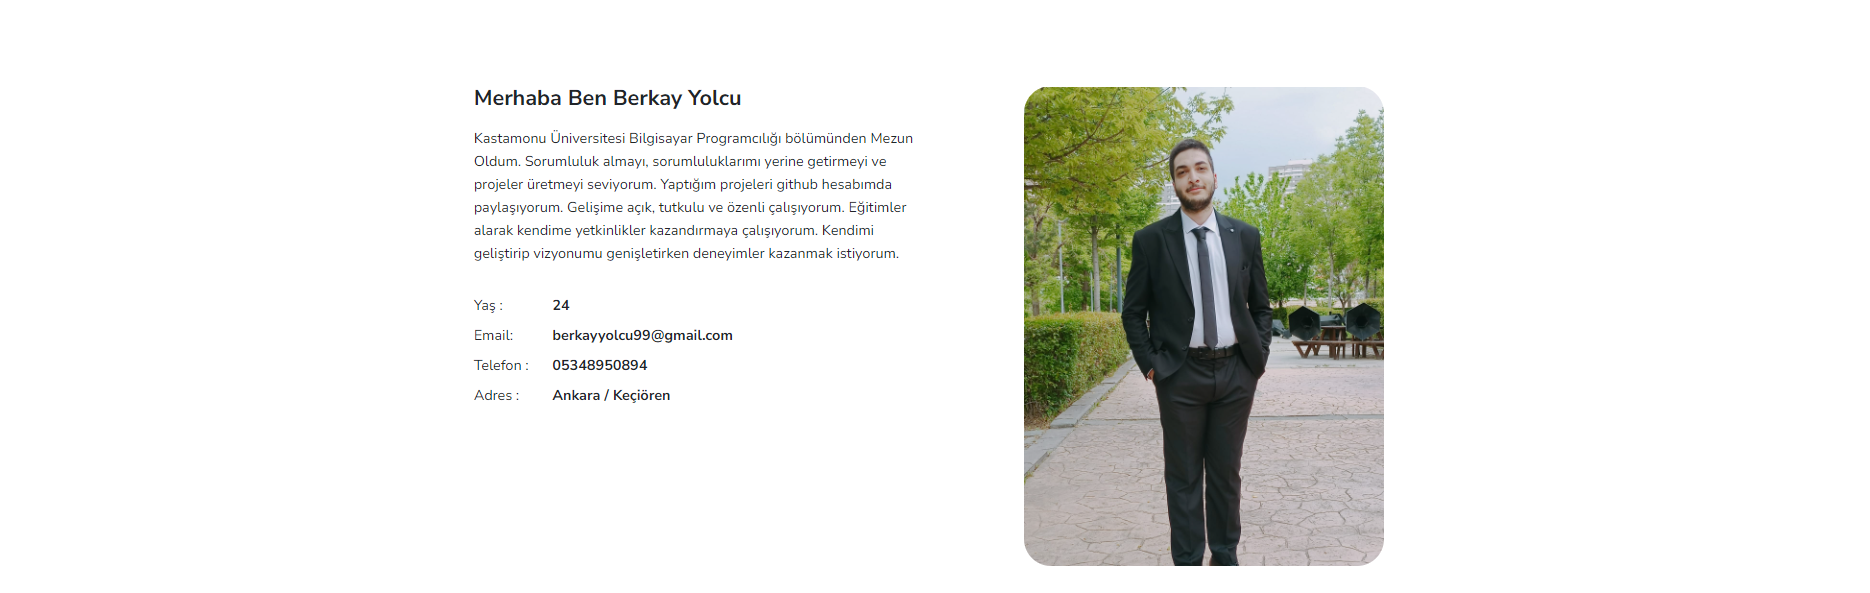 Merhaba Ben Berkay Yolcu
Kastamonu Üniversitesi Bilgisayar Programcılığı bölümünden Mezun
Oldum. Sorumluluk almayı, sorumluluklarımı yerine getirmeyi ve
projeler üretmeyi seviyorum. Yaptığım projeleri github hesabımda
paylaşıyorum. Gelişime açık, tutkulu ve özenli çalışıyorum. Eğitimler
alarak kendime yetkinlikler kazandırmaya çalışıyorum. Kendimi
geliştirip vizyonumu genişletirken deneyimler kazanmak istiyorum.
Yaş : 24
Email: berkayyolcu99@gmail.com
Telefon : 05348950894
Adres : Ankara / Keçiören